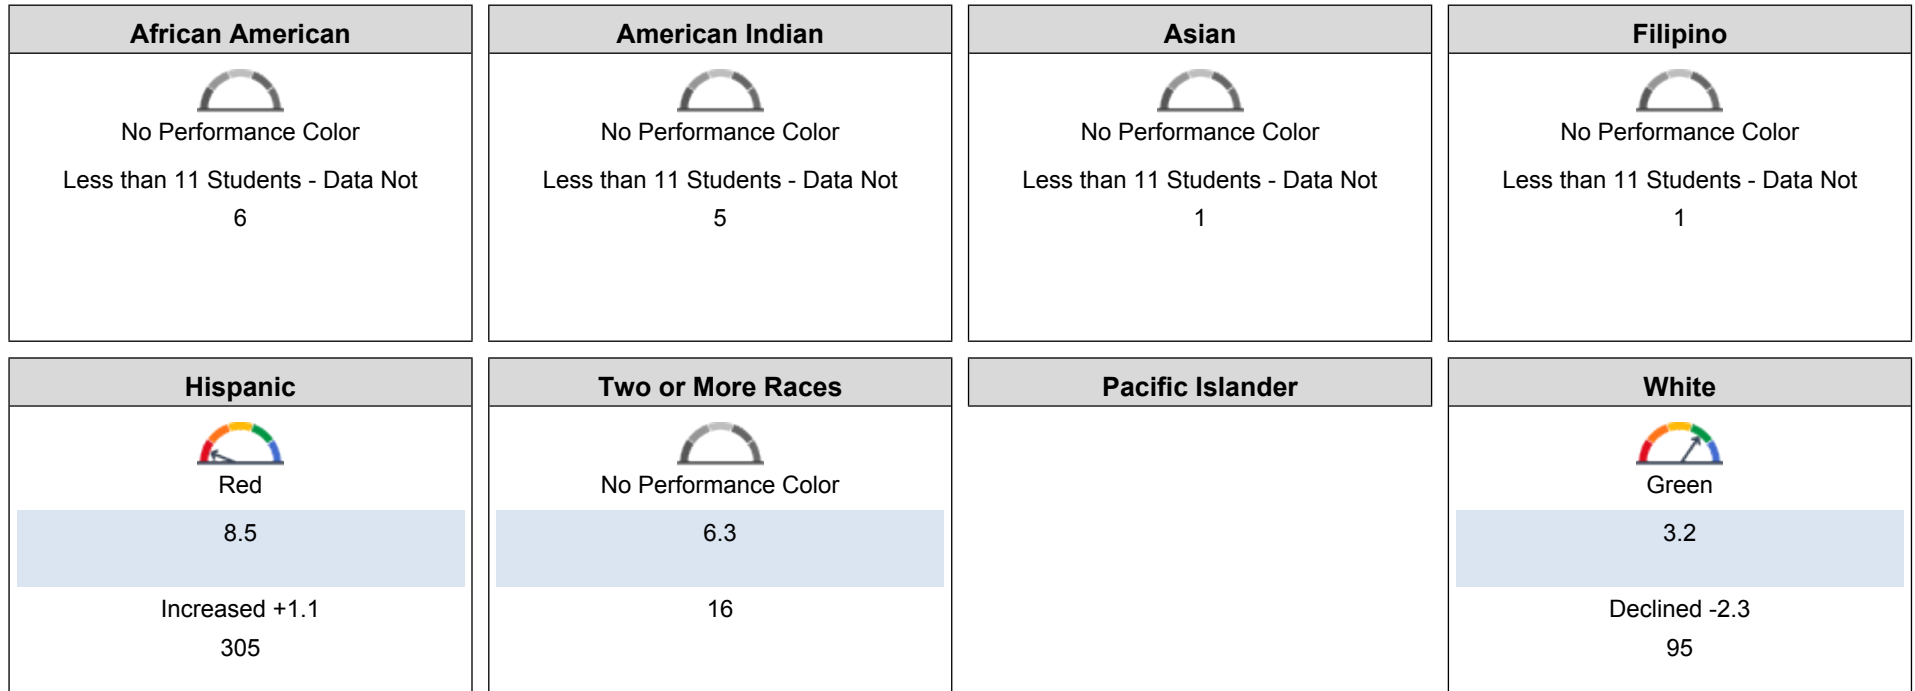 African American
No Performance Color
Less than 11 Students - Data Not
6
American Indian
No Performance Color
Less than 11 Students - Data Not
5
Asian
No Performance Color
Less than 11 Students - Data Not
1
Filipino
No Performance Color
Less than 11 Students - Data Not
1
Hispanic
Red
8.5
Increased +1.1
305
Two or More Races
No Performance Color
6.3
16
Pacific Islander
White
Green
3.2
Declined -2.3
95